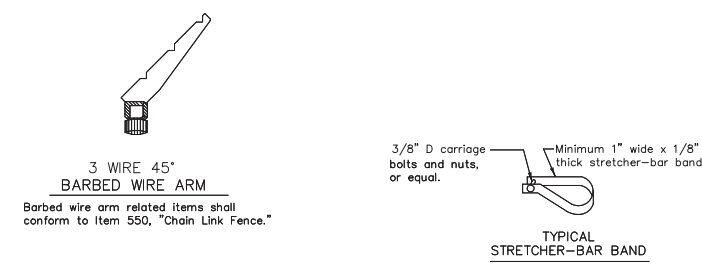 3 WIRE 45°
BARBED WIRE ARM
Barbed wire arm related items shall
conform to Item 550, "Chain Link Fence."
3/8" D carriage
bolts and nuts,
or equal.
Minimum 1" wide x 1/8"
thick stretcher-bar band
TYPICAL
STRETCHER-BAR BAND